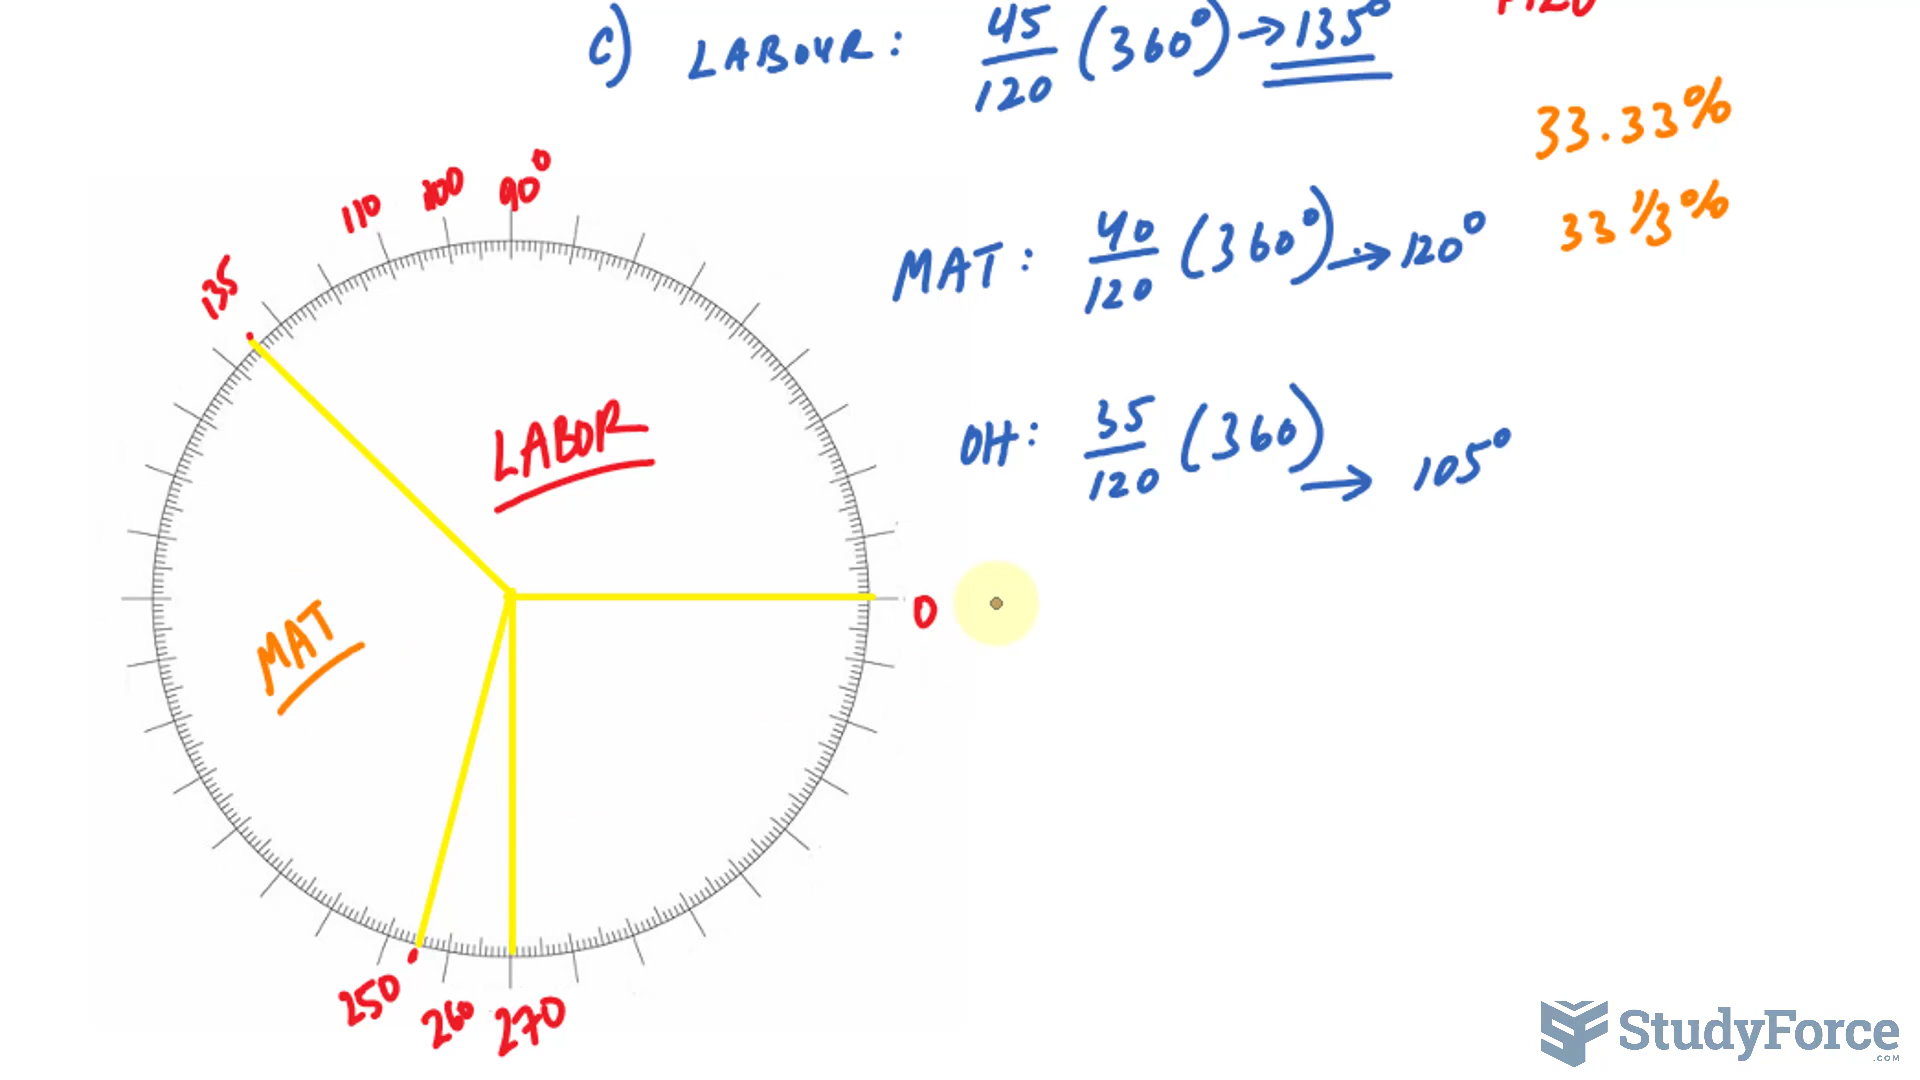 C) LABOUR: 45/120 (360°) → 135°
33.33%
33 1/3%
MAT: 40/120 (360°) → 120°
OH: 35/120 (360) → 105°
90°
100
110
135
LABOR
0
MAT
250
260
270
StudyForce
.COM